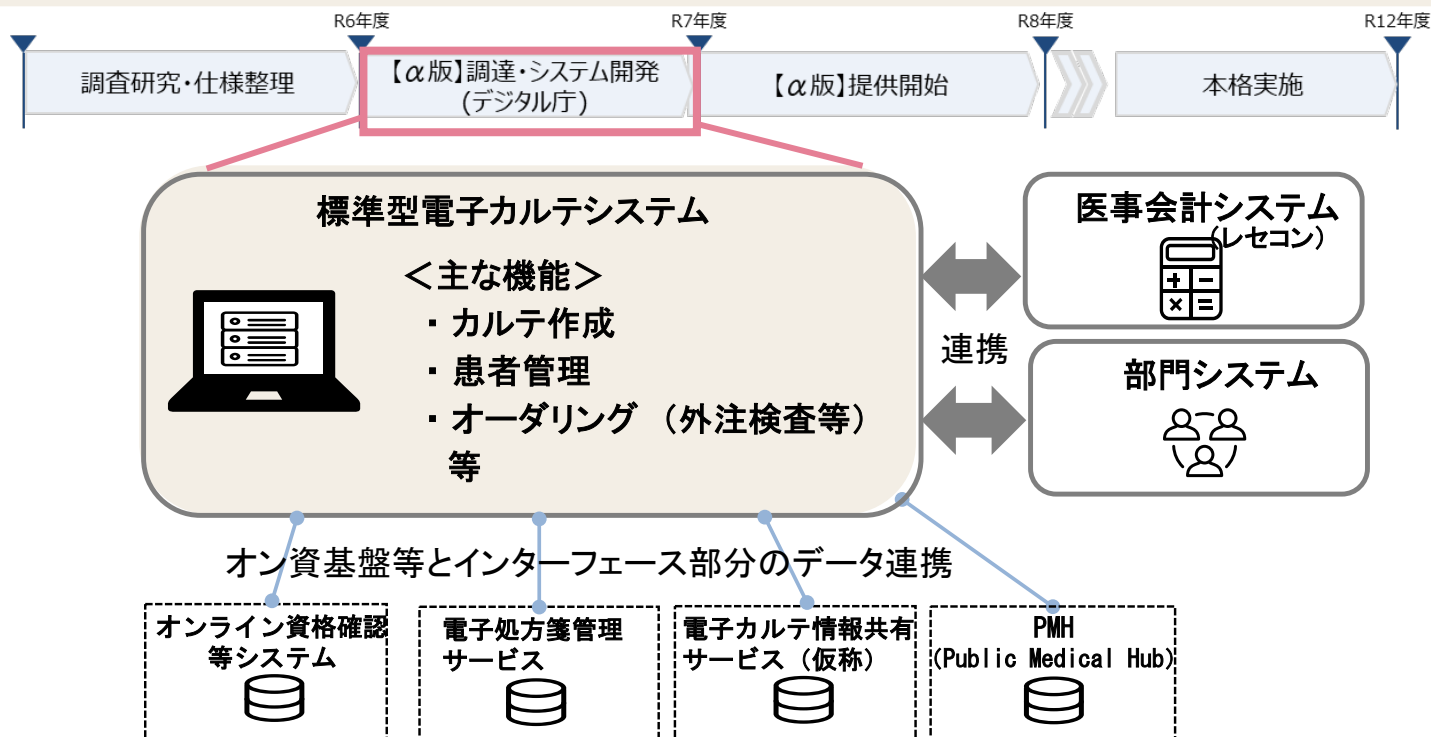 R6年度
R7年度
R8年度
R12年度
調査研究・仕様整理
【α版】調達・システム開発
(デジタル庁)
【α版】提供開始
本格実施
標準型電子カルテシステム
＜主な機能＞
・カルテ作成
・患者管理
・オーダリング （外注検査等）
等
連携
医事会計システム
(レセコン)
部門システム
オン資基盤等とインターフェース部分のデータ連携
オンライン資格確認
等システム
電子処方箋管理
サービス
電子カルテ情報共有
サービス（仮称）
PMH
(Public Medical Hub)